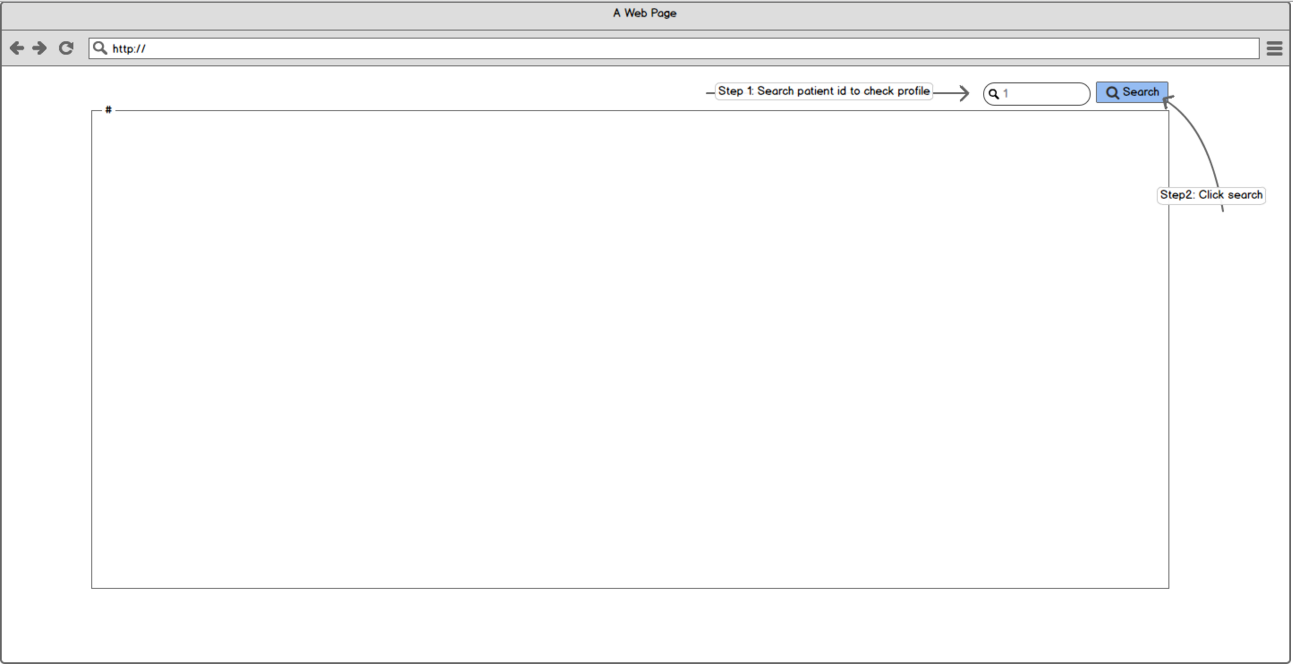 A Web Page
http://
Step 1: Search patient id to check profile
1
Search
#
Step2: Click search